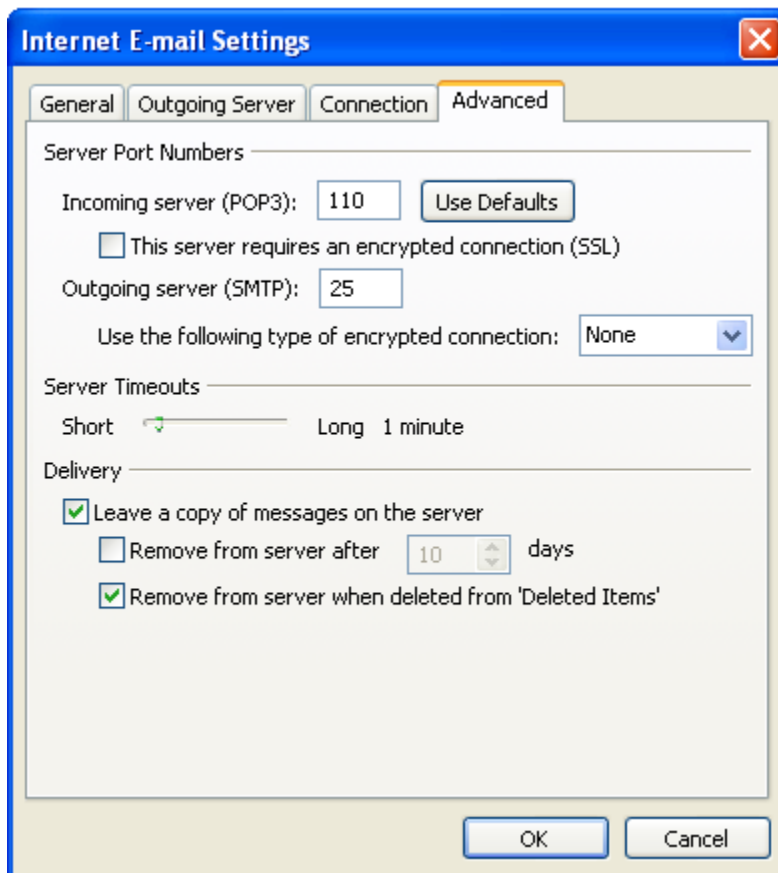 Internet E-mail Settings
General Outgoing Server Connection Advanced
Server Port Numbers
Incoming server (POP3): 110 Use Defaults
This server requires an encrypted connection (SSL)
Outgoing server (SMTP): 25
Use the following type of encrypted connection: None
Server Timeouts
Short Long 1 minute
Delivery
Leave a copy of messages on the server
Remove from server after 10 days
Remove from server when deleted from 'Deleted Items'
OK Cancel